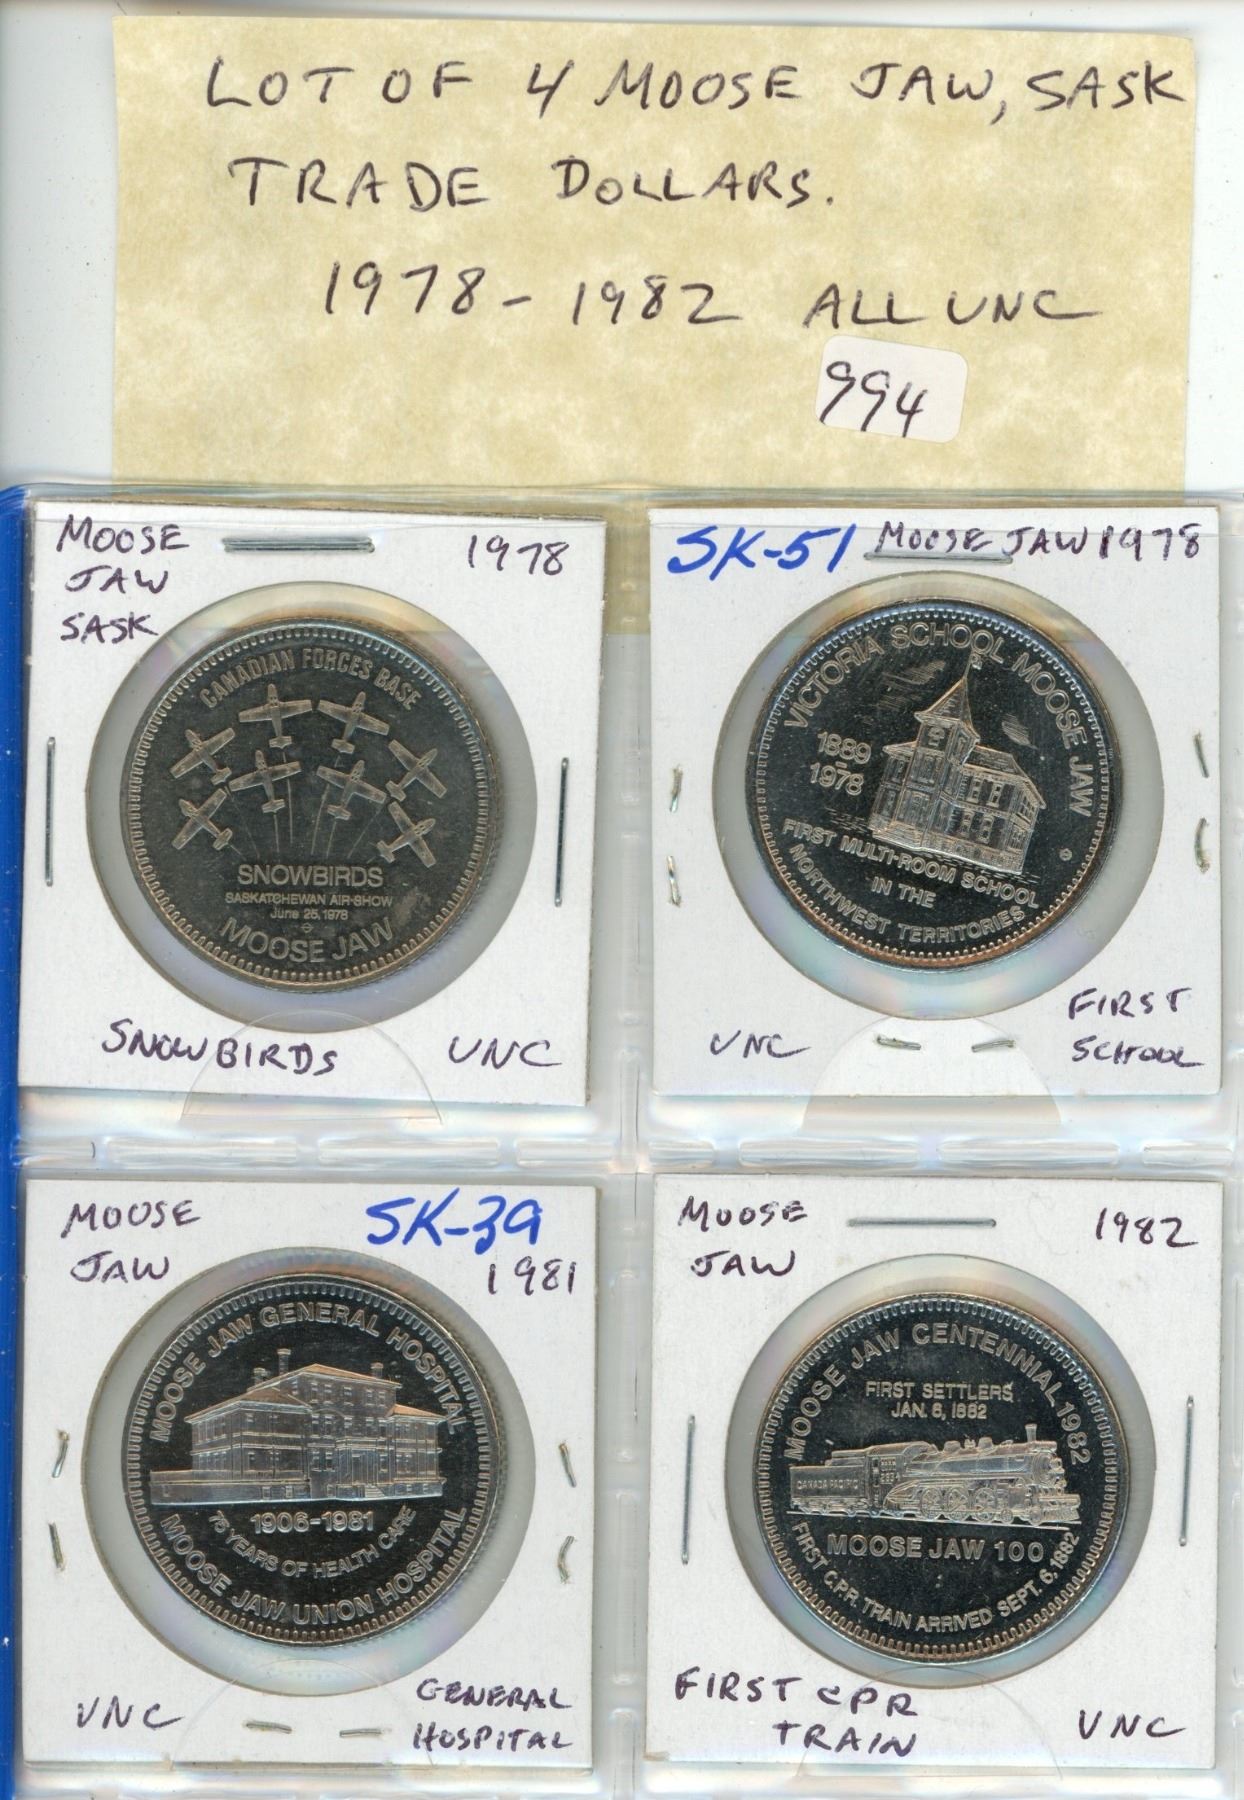 LOT OF 4 MOOSE JAW, SASK
TRADE DOLLARS.
1978 - 1982 ALL UNC
994
MOOSE
JAW
SASK
1978
CANADIAN FORCES BASE
SNOWBIRDS
SASKATCHEWAN AIR-SHOW
June 25, 1978
MOOSE JAW
SNOWBIRDS UNC
SK-51 MOOSE JAW 1978
VICTORIA SCHOOL MOOSE JAW
1889-
1978
FIRST MULTI-ROOM SCHOOL
IN THE
NORTHWEST TERRITORIES
UNC
FIRST
SCHOOL
MOOSE
JAW
SK-39
1981
MOOSE JAW GENERAL HOSPITAL
1906-1981
75 YEARS OF HEALTH CARE
MOOSE JAW UNION HOSPITAL
UNC
GENERAL
HOSPITAL
MOOSE
JAW
1982
MOOSE JAW CENTENNIAL 1982
FIRST SETTLERS
JAN. 6, 1882
CANADA PACIFIC
MOOSE JAW 100
FIRST C.P.R. TRAIN ARRIVED SEPT. 6, 1882
FIRST CPR
TRAIN
UNC